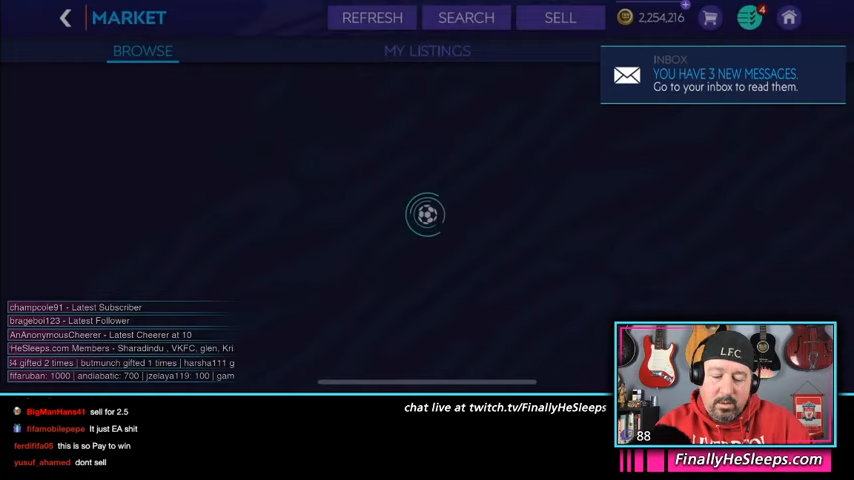 MARKET
REFRESH
SEARCH
SELL
2,254,216
4
BROWSE
MY LISTINGS
INBOX
YOU HAVE 3 NEW MESSAGES.
Go to your inbox to read them.
champcole91 - Latest Subscriber
brageboi123 - Latest Follower
AnAnonymousCheerer - Latest Cheerer at 10
HeSleeps.com Members - Sharadindu , VKFC, glen, Kri
64 gifted 2 times | butmunch gifted 1 times | harsha111 g
fifaruban: 1000 | andiabatic: 700 | jzelaya119: 100 | gam
BigManHans41 sell for 2.5
fifamobilepepe It just EA shit
ferdififa05 this is so Pay to win
yusuf_ahamed dont sell
chat live at twitch.tv/FinallyHeSleeps
L.F.C
LIVERPOOL
88
FinallyHeSleeps.com